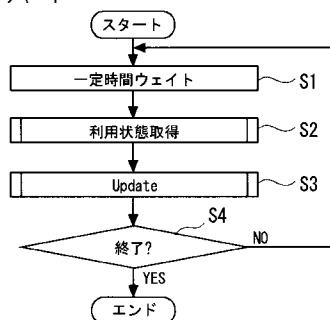 スタート
一定時間ウェイト
S1
利用状態取得
S2
Update
S3
S4
終了?
NO
YES
エンド